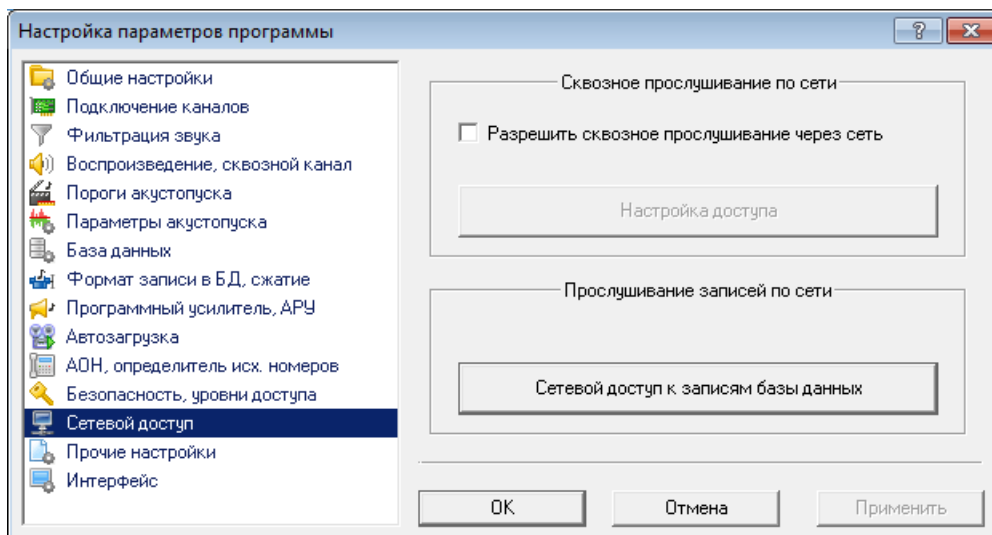 Настройка параметров программы
Общие настройки
Подключение каналов
Фильтрация звука
Воспроизведение, сквозной канал
Пороги акустопуска
Параметры акустопуска
База данных
Формат записи в БД, сжатие
Программный усилитель, АРУ
Автозагрузка
АОН, определитель исх. номеров
Безопасность, уровни доступа
Сетевой доступ
Прочие настройки
Интерфейс
Сквозное прослушивание по сети
Разрешить сквозное прослушивание через сеть
Настройка доступа
Прослушивание записей по сети
Сетевой доступ к записям базы данных
OK
Отмена
Применить